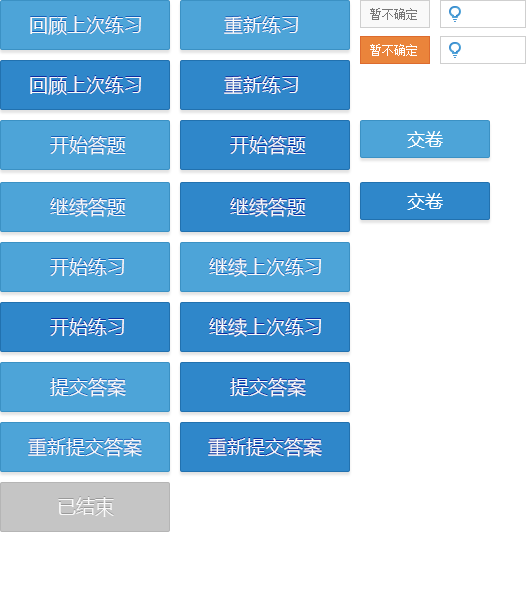 回顾上次练习
重新练习
暂不确定
回顾上次练习
重新练习
暂不确定
开始答题
开始答题
交卷
继续答题
继续答题
交卷
开始练习
继续上次练习
开始练习
继续上次练习
提交答案
提交答案
重新提交答案
重新提交答案
已结束